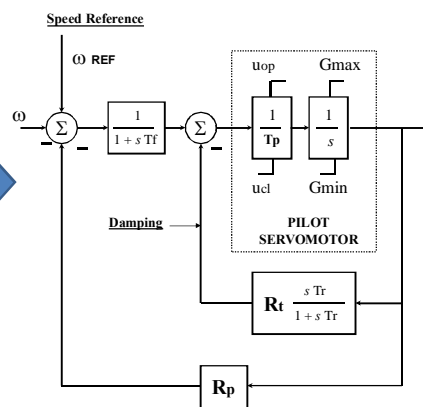 Speed Reference
ω REF
uop
Gmax
ω
Σ
1
1 + s Tf
Σ
1
Tp
1
s
ucl
Gmin
PILOT
SERVOMOTOR
Damping
Rt
s Tr
1 + s Tr
Rp